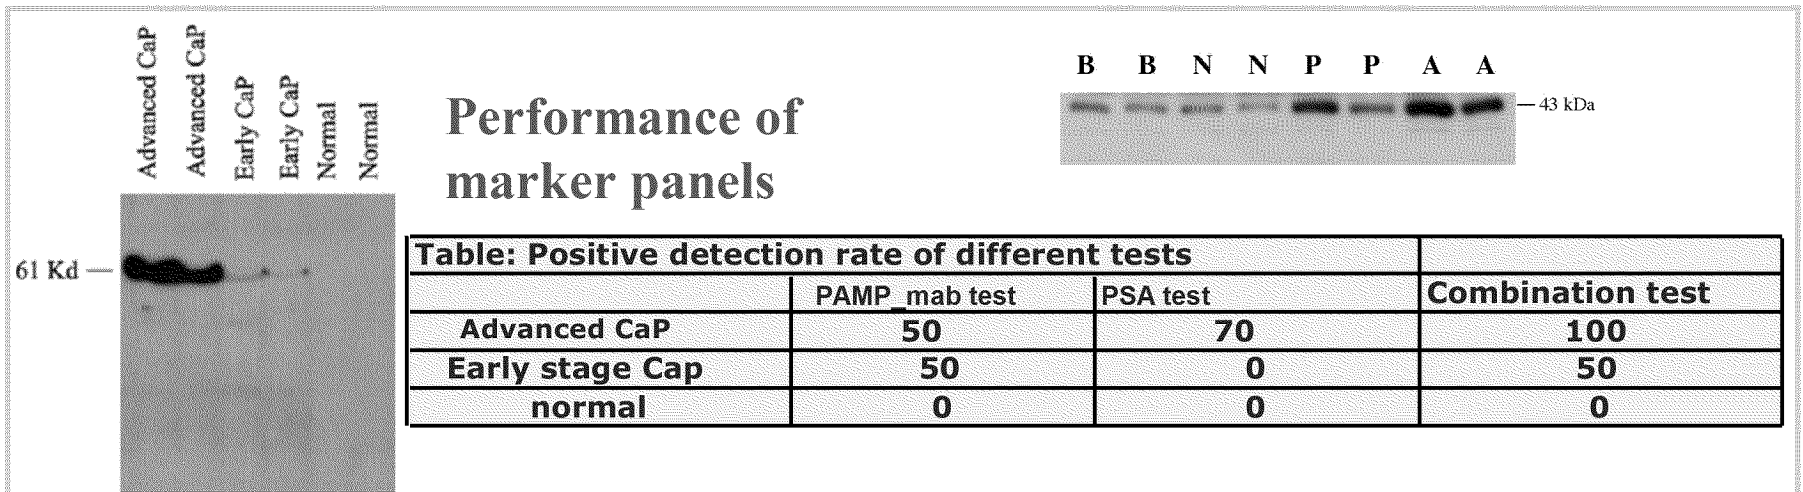 Advanced CaP
Advanced CaP
Early CaP
Early CaP
Normal
Normal
61 Kd
Performance of
marker panels
B B N N P P A A
43 kDa
Table: Positive detection rate of different tests
PAMP_mab test PSA test Combination test
Advanced CaP 50 70 100
Early stage Cap 50 0 50
normal 0 0 0